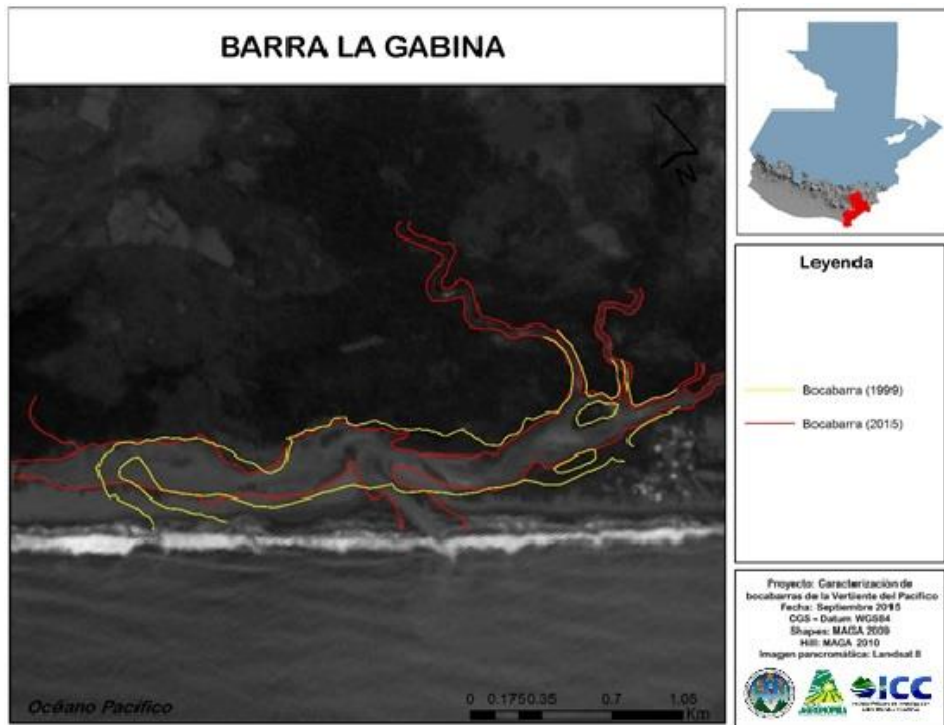 BARRA LA GABINA
N
Océano Pacífico
0 0.175 0.35 0.7 1.05
Km
Leyenda
Bocabarra (1999)
Bocabarra (2015)
Proyecto: Caracterización de
bocabarras de la Vertiente del Pacífico
Fecha: Septiembre 2015
CGS - Datum WGS84
Shapes: MAGA 2009
Hill: MAGA 2010
Imagen pancromática: Landsat 8
AGRONOMIA
ICC